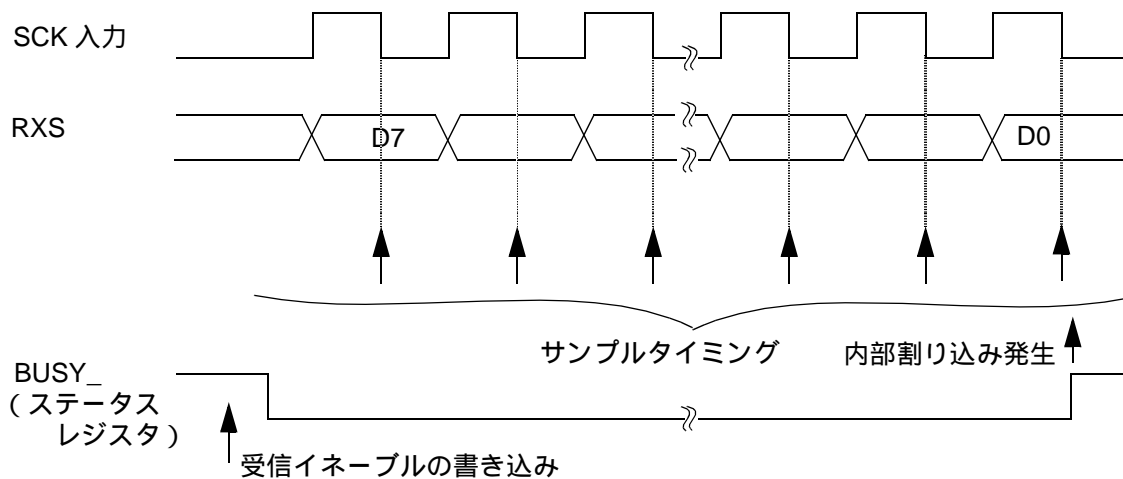 SCK 入力
RXS
D7
D0
サンプルタイミング
内部割り込み発生
BUSY_
(ステータス
レジスタ)
受信イネーブルの書き込み